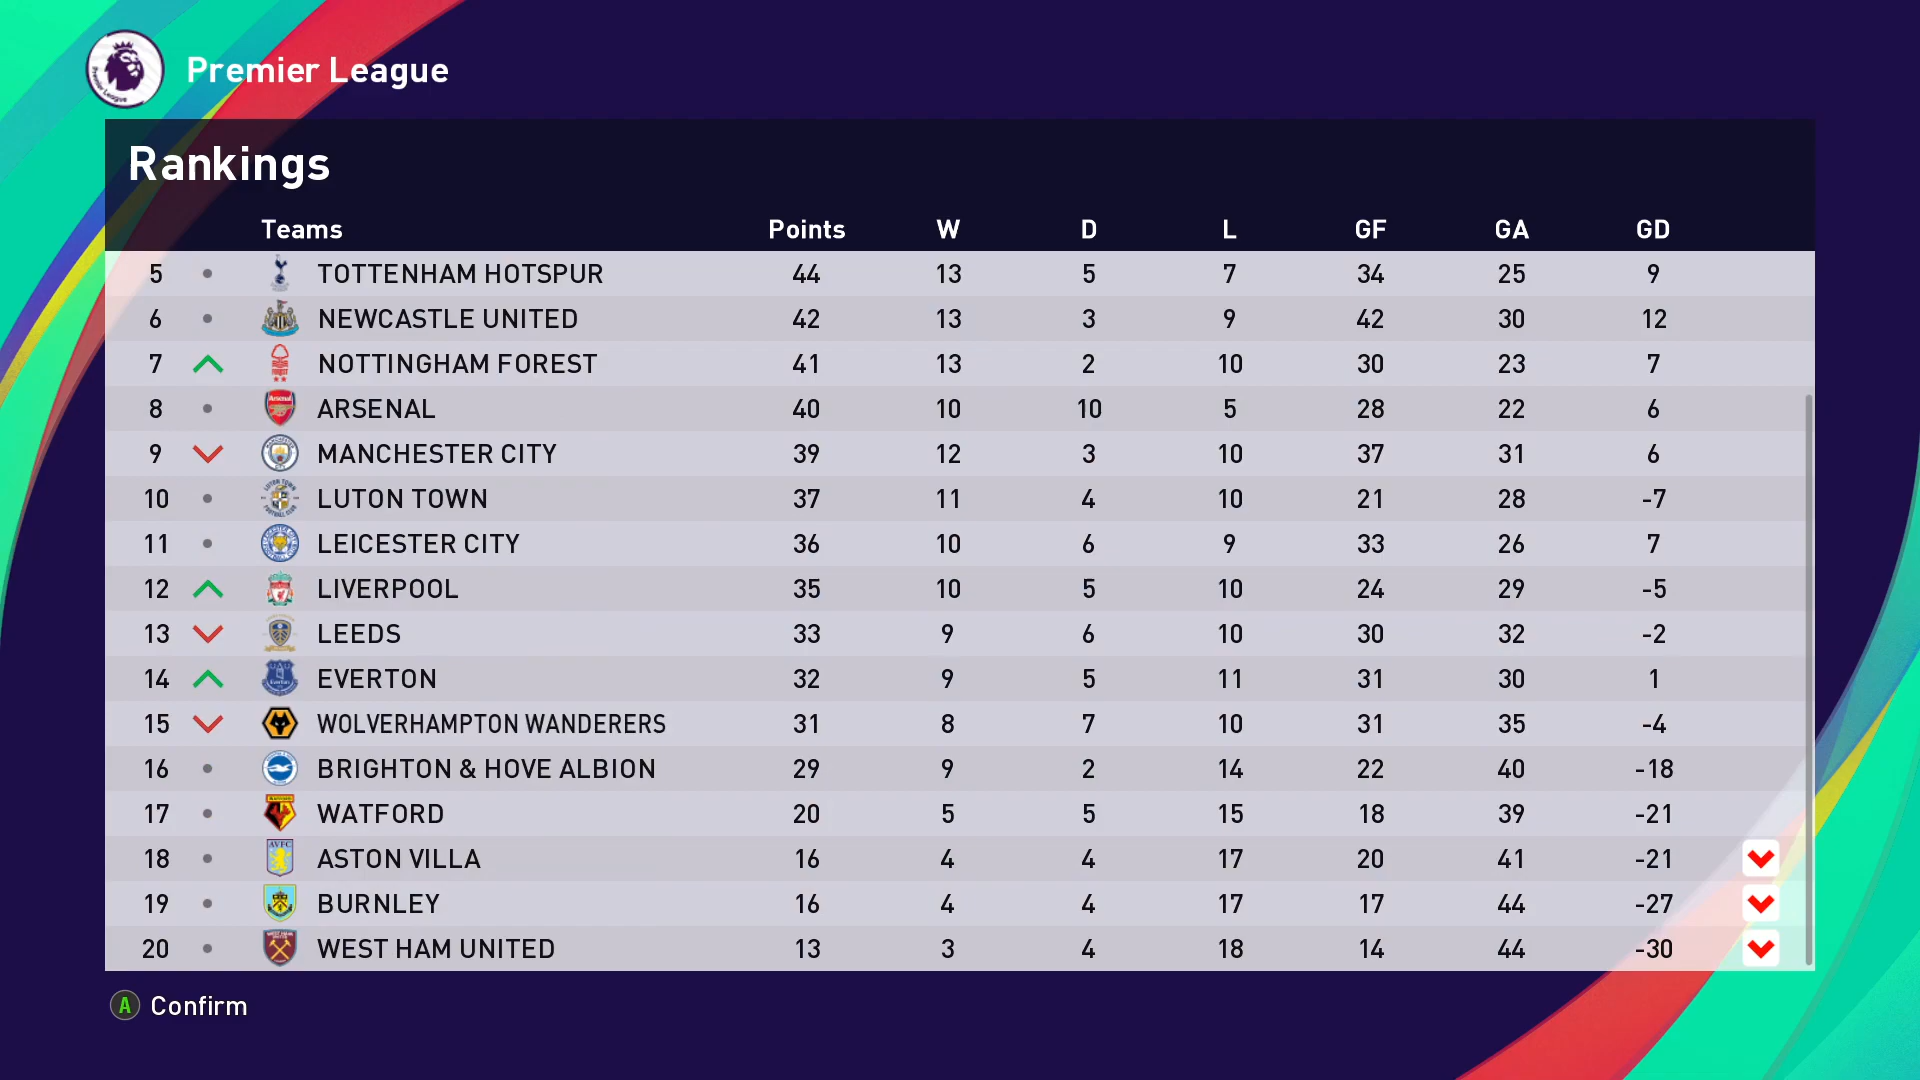 Premier League
Rankings
Teams Points W D L GF GA GD
5 TOTTENHAM HOTSPUR 44 13 5 7 34 25 9
6 NEWCASTLE UNITED 42 13 3 9 42 30 12
7 NOTTINGHAM FOREST 41 13 2 10 30 23 7
8 ARSENAL 40 10 10 5 28 22 6
9 MANCHESTER CITY 39 12 3 10 37 31 6
10 LUTON TOWN 37 11 4 10 21 28 -7
11 LEICESTER CITY 36 10 6 9 33 26 7
12 LIVERPOOL 35 10 5 10 24 29 -5
13 LEEDS 33 9 6 10 30 32 -2
14 EVERTON 32 9 5 11 31 30 1
15 WOLVERHAMPTON WANDERERS 31 8 7 10 31 35 -4
16 BRIGHTON & HOVE ALBION 29 9 2 14 22 40 -18
17 WATFORD 20 5 5 15 18 39 -21
18 ASTON VILLA 16 4 4 17 20 41 -21
19 BURNLEY 16 4 4 17 17 44 -27
20 WEST HAM UNITED 13 3 4 18 14 44 -30
A Confirm